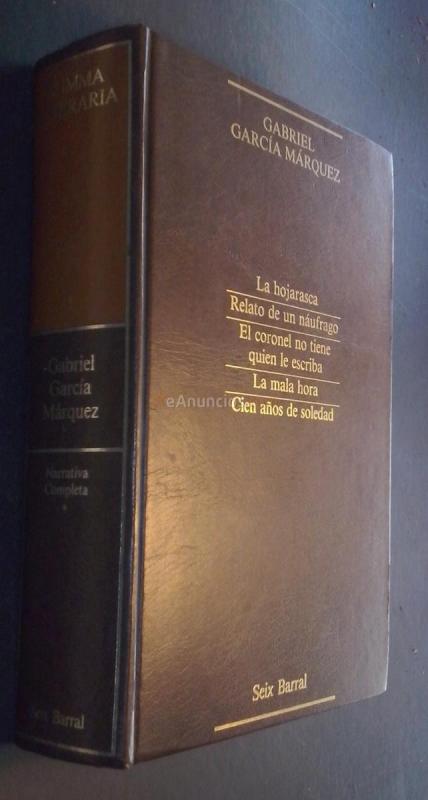 GABRIEL
GARCÍA MÁRQUEZ
La hojarasca
Relato de un náufrago
El coronel no tiene
quien le escriba
La mala hora
Cien años de soledad
Seix Barral
Gabriel
García
Márquez
Narrativa
Completa
Seix Barral
eAnuncio